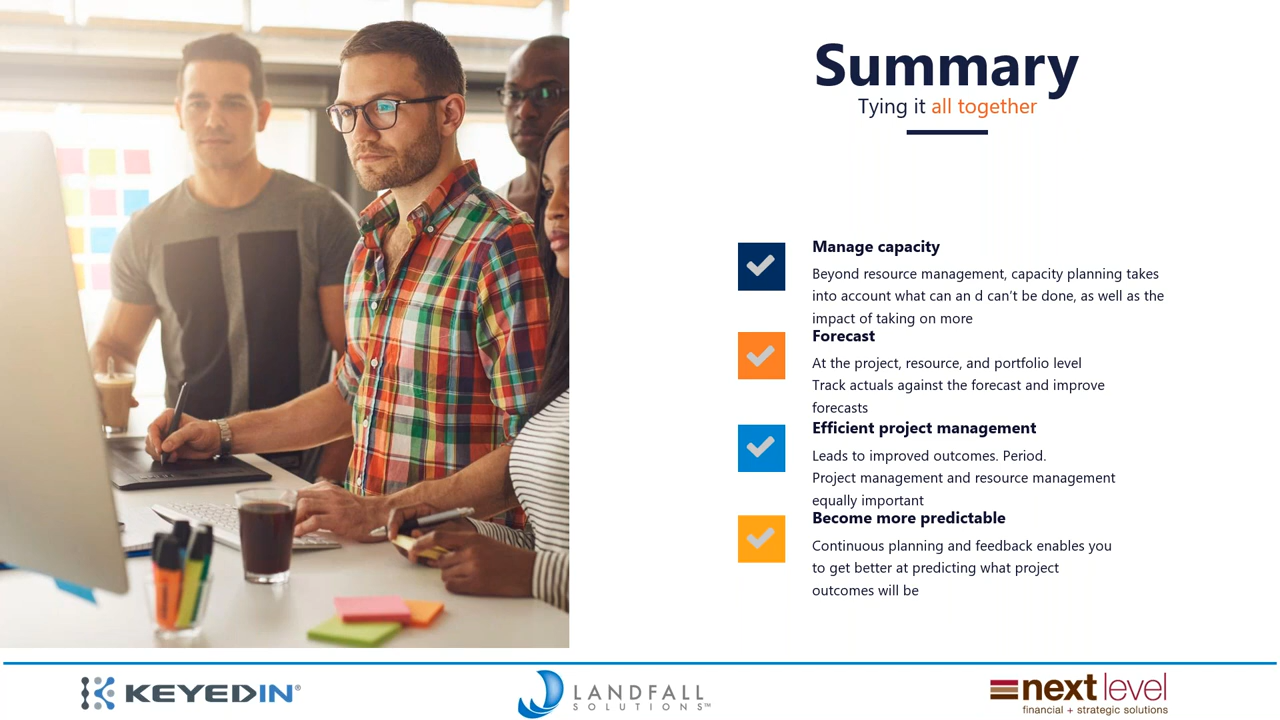 Summary
Tying it all together
Manage capacity
Beyond resource management, capacity planning takes
into account what can an d can't be done, as well as the
impact of taking on more
Forecast
At the project, resource, and portfolio level
Track actuals against the forecast and improve
forecasts
Efficient project management
Leads to improved outcomes. Period.
Project management and resource management
equally important
Become more predictable
Continuous planning and feedback enables you
to get better at predicting what project
outcomes will be
KEYEDIN®
LANDFALL
SOLUTIONS™
next level
financial + strategic solutions